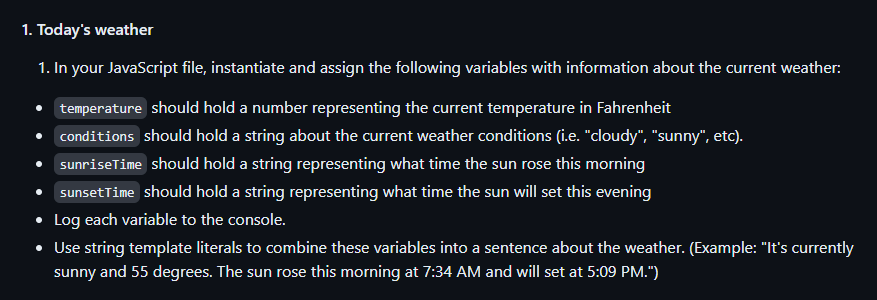 1. Today's weather
1. In your JavaScript file, instantiate and assign the following variables with information about the current weather:
• temperature should hold a number representing the current temperature in Fahrenheit
• conditions should hold a string about the current weather conditions (i.e. "cloudy", "sunny", etc).
• sunriseTime should hold a string representing what time the sun rose this morning
• sunsetTime should hold a string representing what time the sun will set this evening
• Log each variable to the console.
• Use string template literals to combine these variables into a sentence about the weather. (Example: "It's currently
sunny and 55 degrees. The sun rose this morning at 7:34 AM and will set at 5:09 PM.")